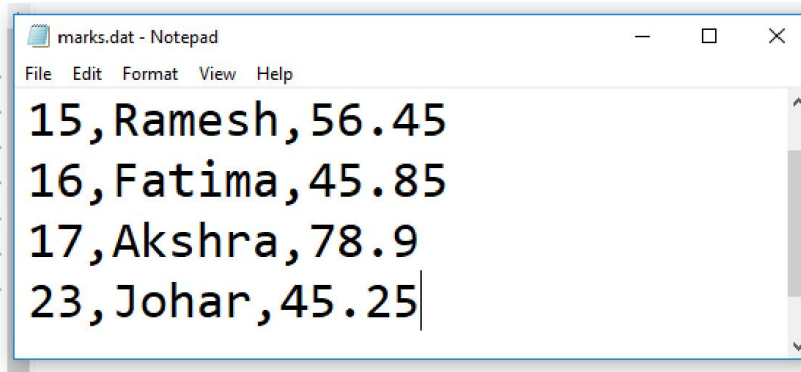 marks.dat - Notepad
File Edit Format View Help
15,Ramesh,56.45
16,Fatima,45.85
17,Akshra,78.9
23,Johar,45.25